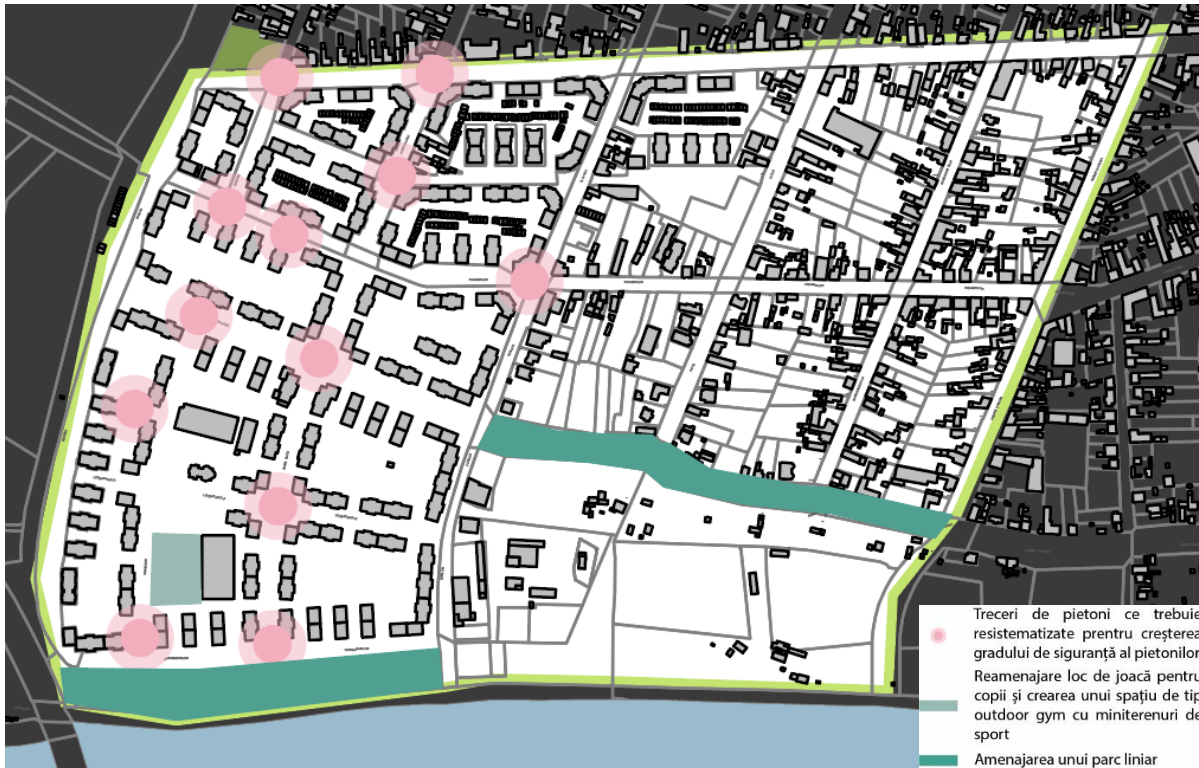 Treceri de pietoni ce trebuie
resistematizate prentru creșterea
gradului de siguranță al pietonilor
Reamenajare loc de joacă pentru
copii și crearea unui spațiu de tip
outdoor gym cu miniterenuri de
sport
Amenajarea unui parc liniar